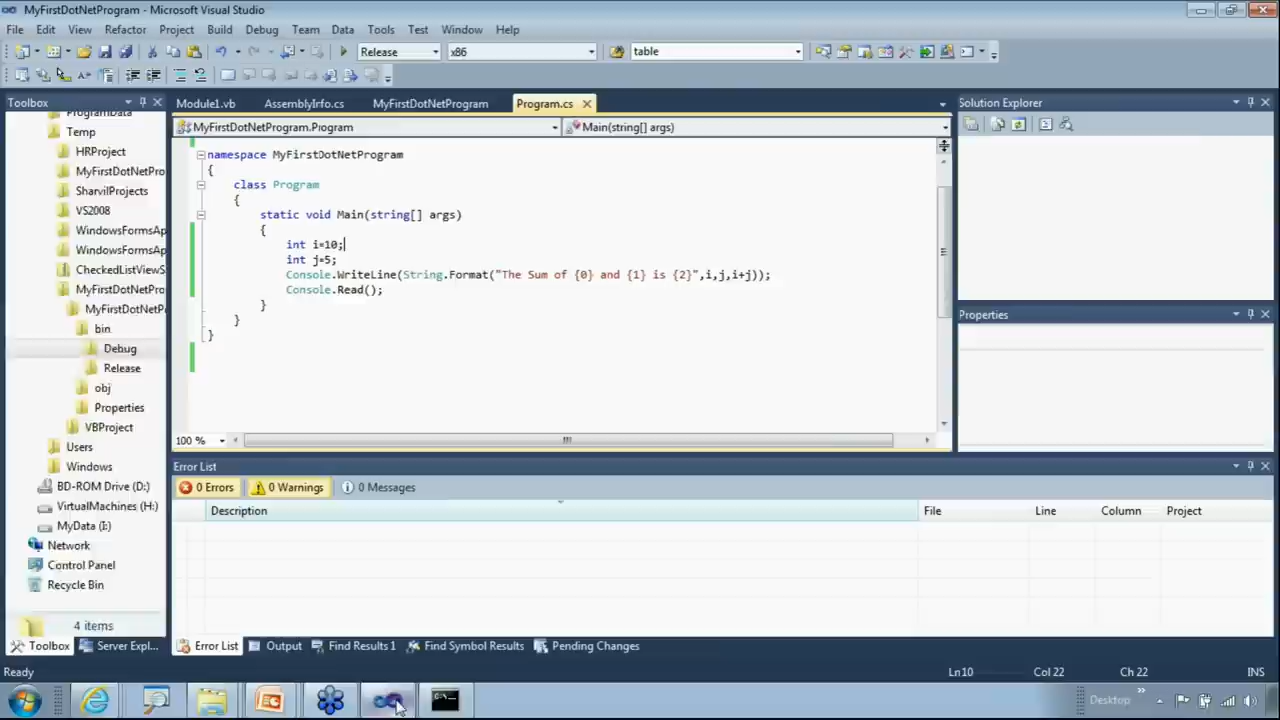 MyFirstDotNetProgram - Microsoft Visual Studio
File Edit View Refactor Project Build Debug Team Data Tools Test Window Help
Release x86 table
Toolbox
Module1.vb AssemblyInfo.cs MyFirstDotNetProgram Program.cs
Solution Explorer
MyFirstDotNetProgram.Program Main(string[] args)
ProgramData
Temp
HRProject
MyFirstDotNetPro
SharvilProjects
VS2008
WindowsFormsAp
WindowsFormsAp
CheckedListViewS
MyFirstDotNetPro
MyFirstDotNetP
bin
Debug
Release
obj
Properties
VBProject
Users
Windows
BD-ROM Drive (D:)
VirtualMachines (H:)
MyData (I:)
Network
Control Panel
Recycle Bin
4 items
Toolbox Server Expl...
namespace MyFirstDotNetProgram
{
class Program
{
static void Main(string[] args)
{
int i=10;
int j=5;
Console.WriteLine(String.Format("The Sum of {0} and {1} is {2}",i,j,i+j));
Console.Read();
}
}
}
100 %
Properties
Error List
0 Errors 0 Warnings 0 Messages
Description File Line Column Project
Error List Output Find Results 1 Find Symbol Results Pending Changes
Ready Ln10 Col 22 Ch 22 INS
C:\
Desktop